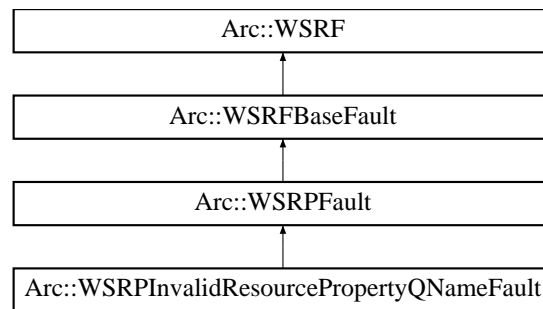 Arc::WSRF
Arc::WSRFBaseFault
Arc::WSRPFault
Arc::WSRPInvalidResourcePropertyQNameFault